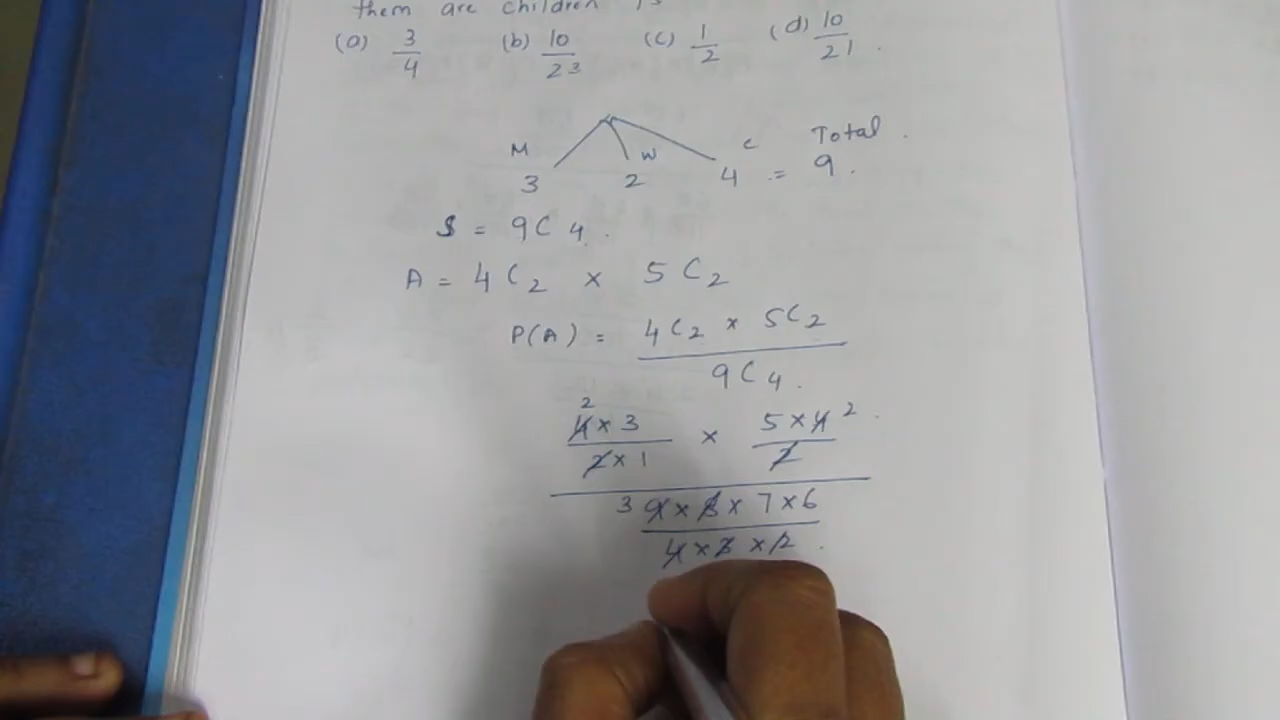 them are children is
(a) 3/4 (b) 10/23 (c) 1/2 (d) 10/21.
M W C Total.
3 2 4 = 9.
S = 9C4.
A = 4C2 x 5C2
P(A) = 4C2 x 5C2
9C4.
2 4 x 3 x 5 x 4 2.
2 x 1 2
3 9 x 8 x 7 x 6
4 x 3 x 2.